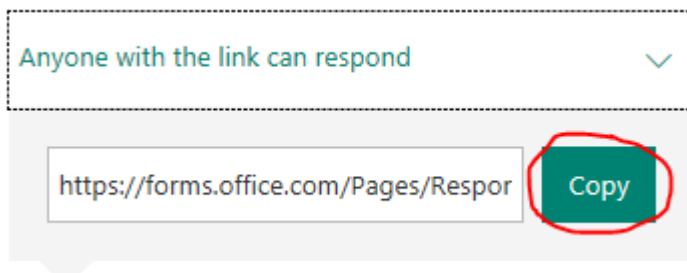 Anyone with the link can respond
https://forms.office.com/Pages/Respor
Copy